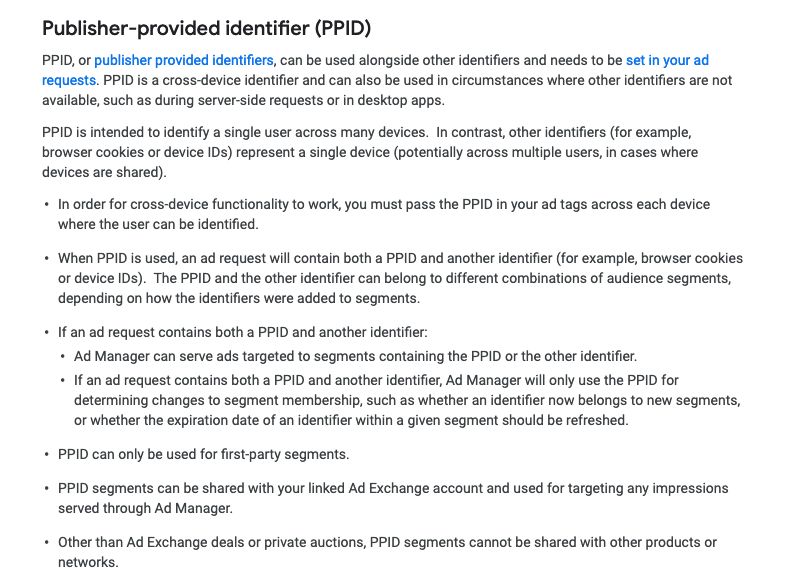 Publisher-provided identifier (PPID)
PPID, or publisher provided identifiers, can be used alongside other identifiers and needs to be set in your ad
requests. PPID is a cross-device identifier and can also be used in circumstances where other identifiers are not
available, such as during server-side requests or in desktop apps.
PPID is intended to identify a single user across many devices.  In contrast, other identifiers (for example,
browser cookies or device IDs) represent a single device (potentially across multiple users, in cases where
devices are shared).
• In order for cross-device functionality to work, you must pass the PPID in your ad tags across each device
where the user can be identified.
• When PPID is used, an ad request will contain both a PPID and another identifier (for example, browser cookies
or device IDs).  The PPID and the other identifier can belong to different combinations of audience segments,
depending on how the identifiers were added to segments.
• If an ad request contains both a PPID and another identifier:
• Ad Manager can serve ads targeted to segments containing the PPID or the other identifier.
• If an ad request contains both a PPID and another identifier, Ad Manager will only use the PPID for
determining changes to segment membership, such as whether an identifier now belongs to new segments,
or whether the expiration date of an identifier within a given segment should be refreshed.
• PPID can only be used for first-party segments.
• PPID segments can be shared with your linked Ad Exchange account and used for targeting any impressions
served through Ad Manager.
• Other than Ad Exchange deals or private auctions, PPID segments cannot be shared with other products or
networks.